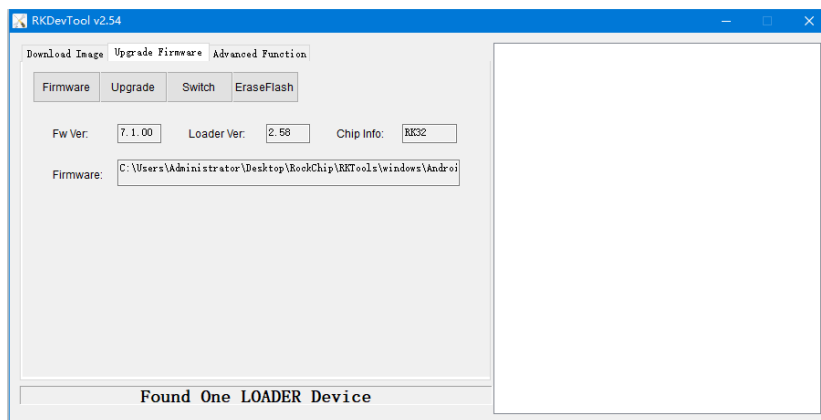 RKDevTool v2.54
Download Image Upgrade Firmware Advanced Function
Firmware Upgrade Switch EraseFlash
Fw Ver: 7.1.00 Loader Ver: 2.58 Chip Info: RK32
Firmware: C:\Users\Administrator\Desktop\RockChip\RKTools\windows\Androi
Found One LOADER Device